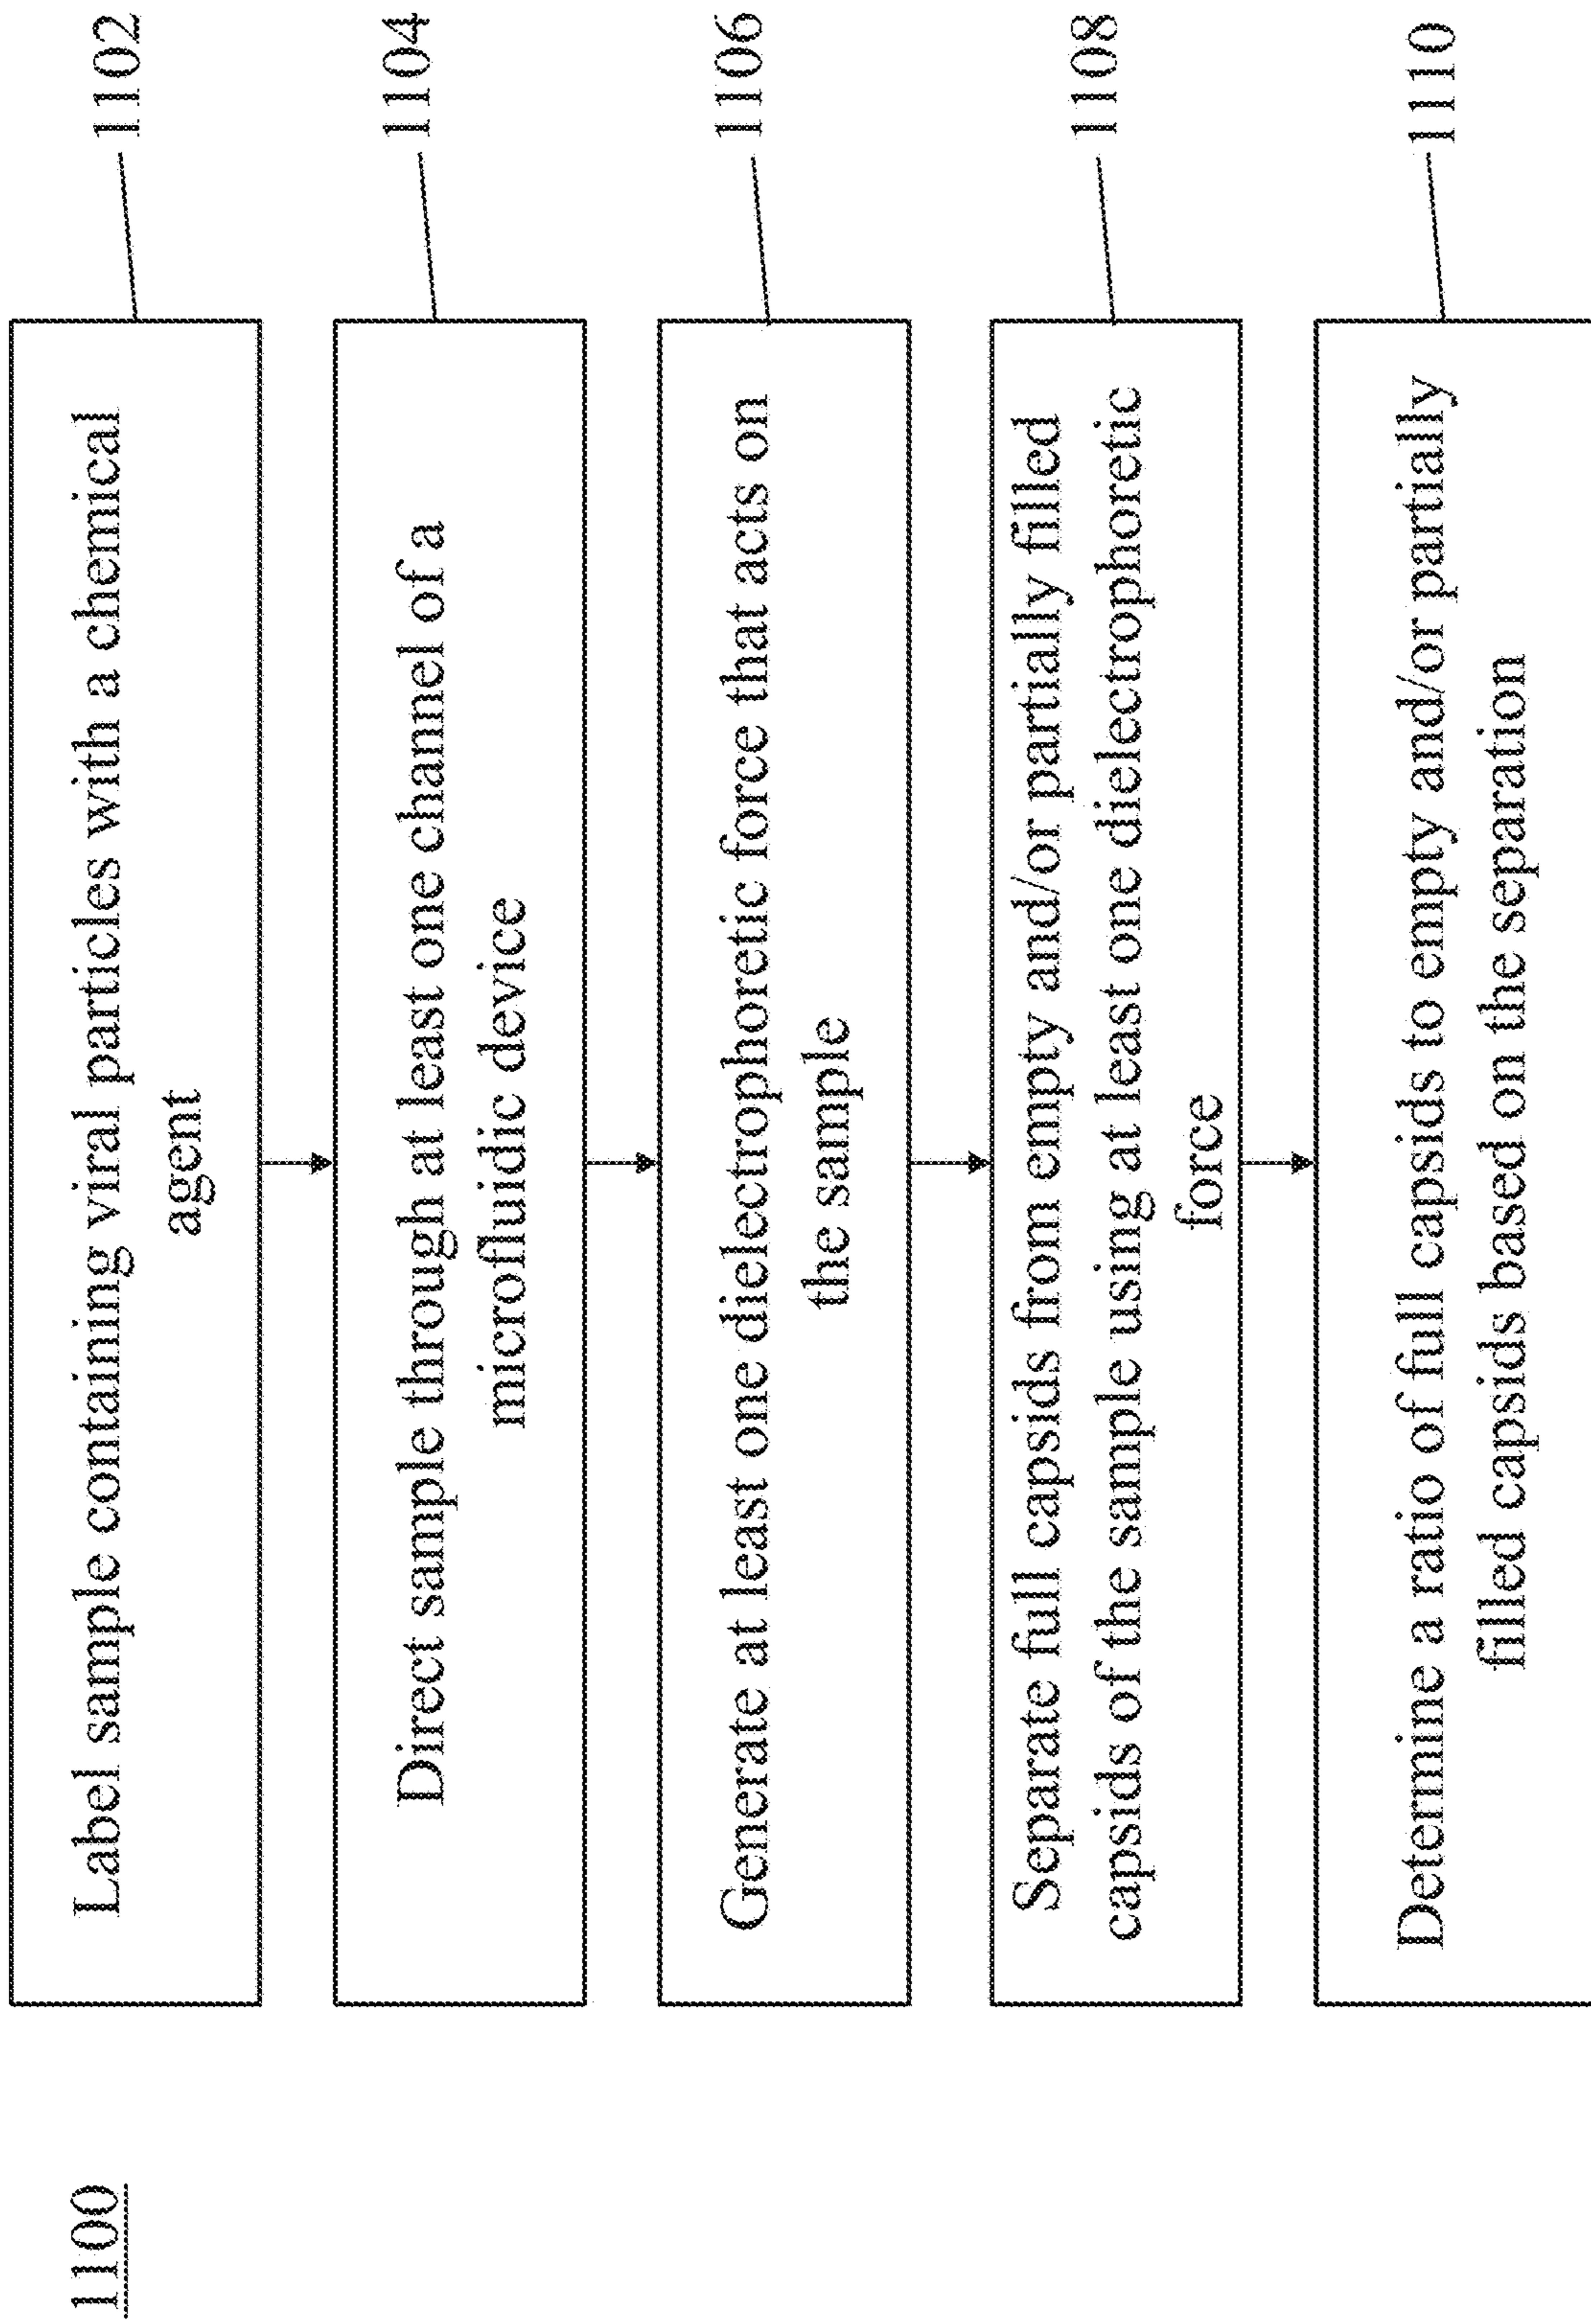 1100
Label sample containing viral particles with a chemical
agent
1102
Direct sample through at least one channel of a
microfluidic device
1104
Generate at least one dielectrophoretic force that acts on
the sample
1106
Separate full capsids from empty and/or partially filled
capsids of the sample using at least one dielectrophoretic
force
1108
Determine a ratio of full capsids to empty and/or partially
filled capsids based on the separation
1110